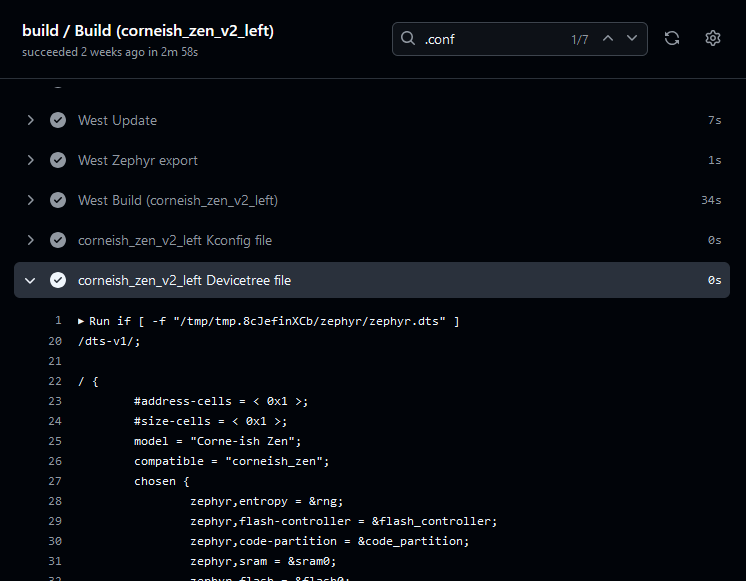 build / Build (corneish_zen_v2_left)
succeeded 2 weeks ago in 2m 58s
.conf
1/7
West Update 7s
West Zephyr export 1s
West Build (corneish_zen_v2_left) 34s
corneish_zen_v2_left Kconfig file 0s
corneish_zen_v2_left Devicetree file 0s
1 ▶ Run if [ -f "/tmp/tmp.8cJefinXCb/zephyr/zephyr.dts" ]
20 /dts-v1/;
21
22 / {
23 #address-cells = < 0x1 >;
24 #size-cells = < 0x1 >;
25 model = "Corne-ish Zen";
26 compatible = "corneish_zen";
27 chosen {
28 zephyr,entropy = &rng;
29 zephyr,flash-controller = &flash_controller;
30 zephyr,code-partition = &code_partition;
31 zephyr,sram = &sram0;
32 zephyr,flash = &flash0;